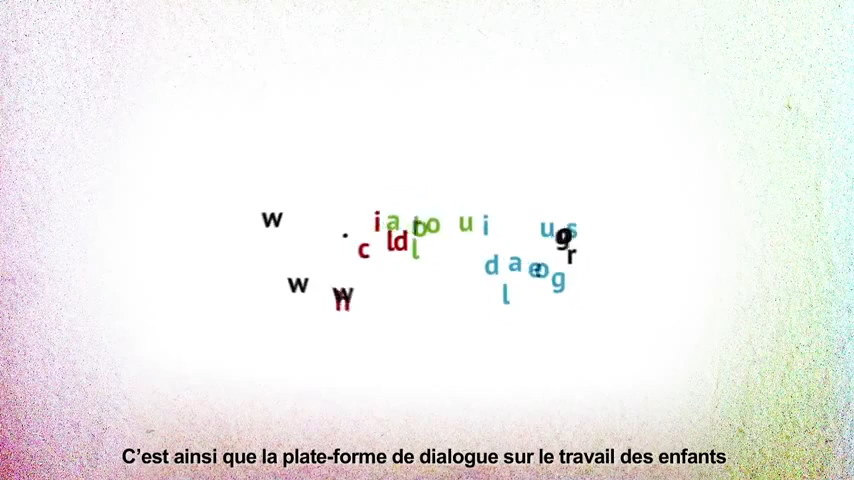 C’est ainsi que la plate-forme de dialogue sur le travail des enfants